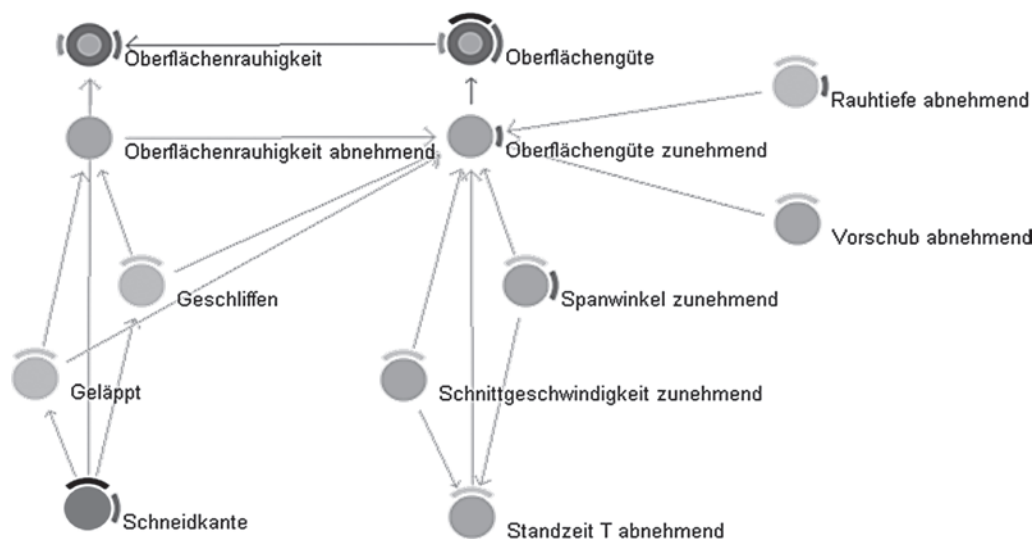 Oberflächenrauhigkeit
Oberflächengüte
Rauhtiefe abnehmend
Oberflächenrauhigkeit abnehmend
Oberflächengüte zunehmend
Vorschub abnehmend
Geschliffen
Spanwinkel zunehmend
Geläppt
Schnittgeschwindigkeit zunehmend
Schneidkante
Standzeit T abnehmend